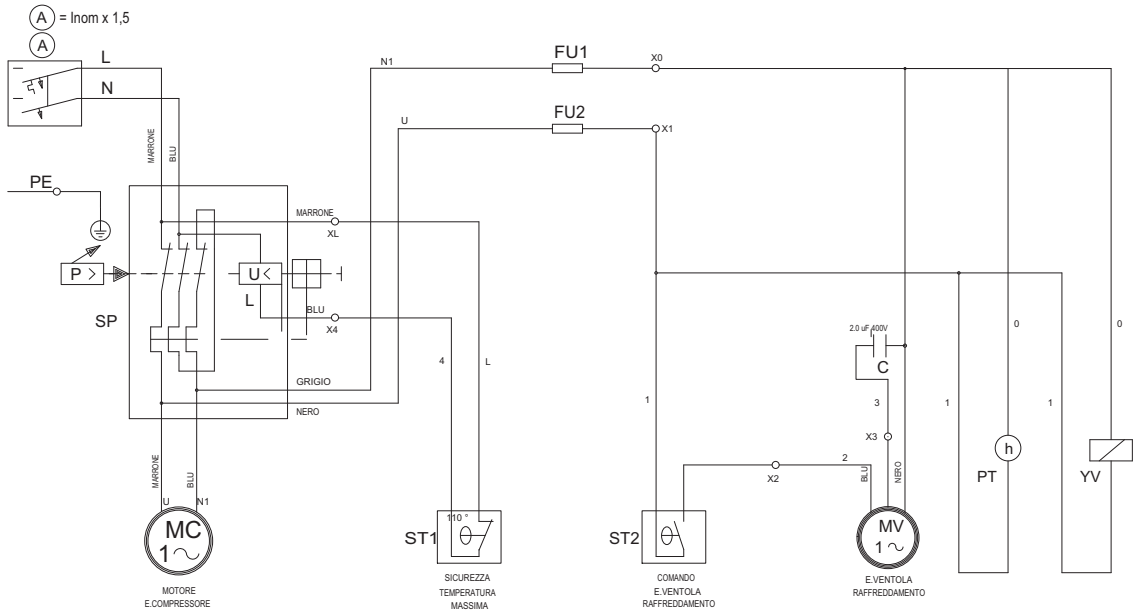 A = Inom x 1,5
A
L
N
MARRONE
BLU
PE
P >
SP
U<
L
MARRONE
XL
BLU
X4
GRIGIO
NERO
MARRONE
BLU
U
N1
MC
1
MOTORE
E.COMPRESSORE
N1
U
FU1
FU2
X0
X1
4
L
110 °
ST1
SICUREZZA
TEMPERATURA
MASSIMA
1
ST2
COMANDO
E.VENTOLA
RAFFREDDAMENTO
X2
2
2.0 uF 400V
C
3
X3
BLU
NERO
MV
1
E.VENTOLA
RAFFREDDAMENTO
0
1
h
PT
0
1
YV